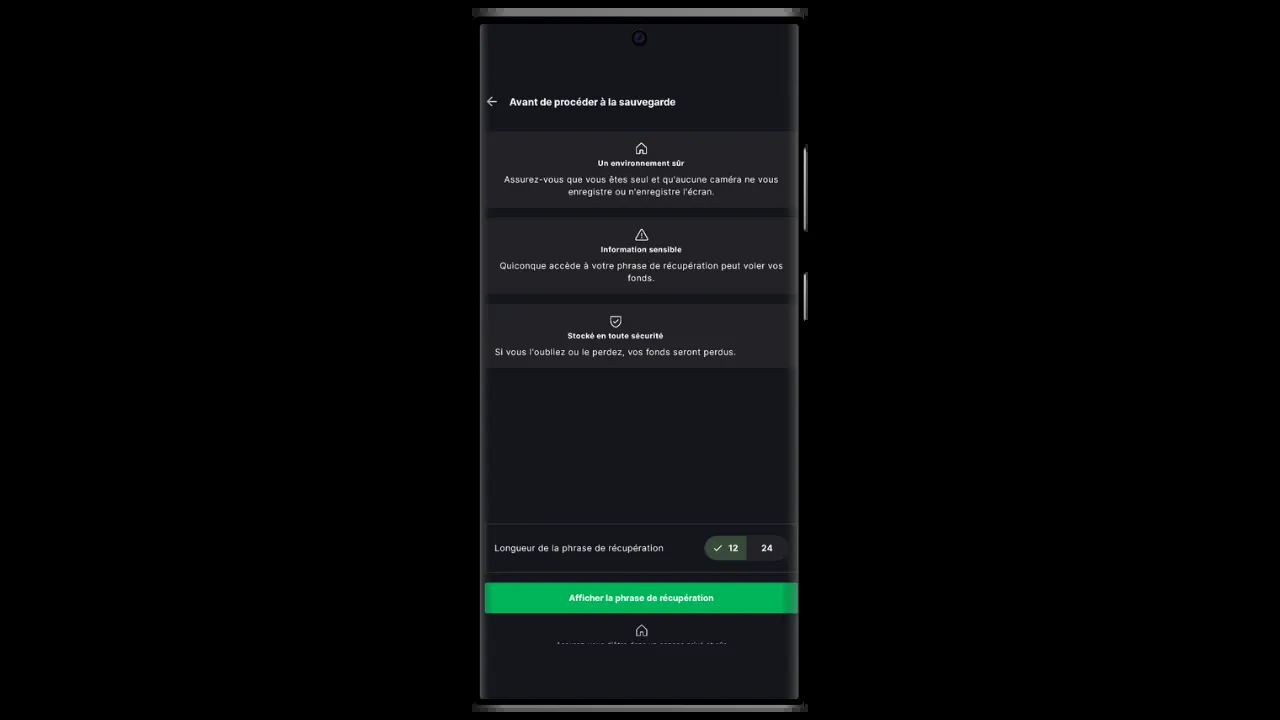 Avant de procéder à la sauvegarde
Un environnement sûr
Assurez-vous que vous êtes seul et qu'aucune caméra ne vous
enregistre ou n'enregistre l'écran.
Information sensible
Quiconque accède à votre phrase de récupération peut voler vos
fonds.
Stocké en toute sécurité
Si vous l'oubliez ou le perdez, vos fonds seront perdus.
Longueur de la phrase de récupération
12
24
Afficher la phrase de récupération